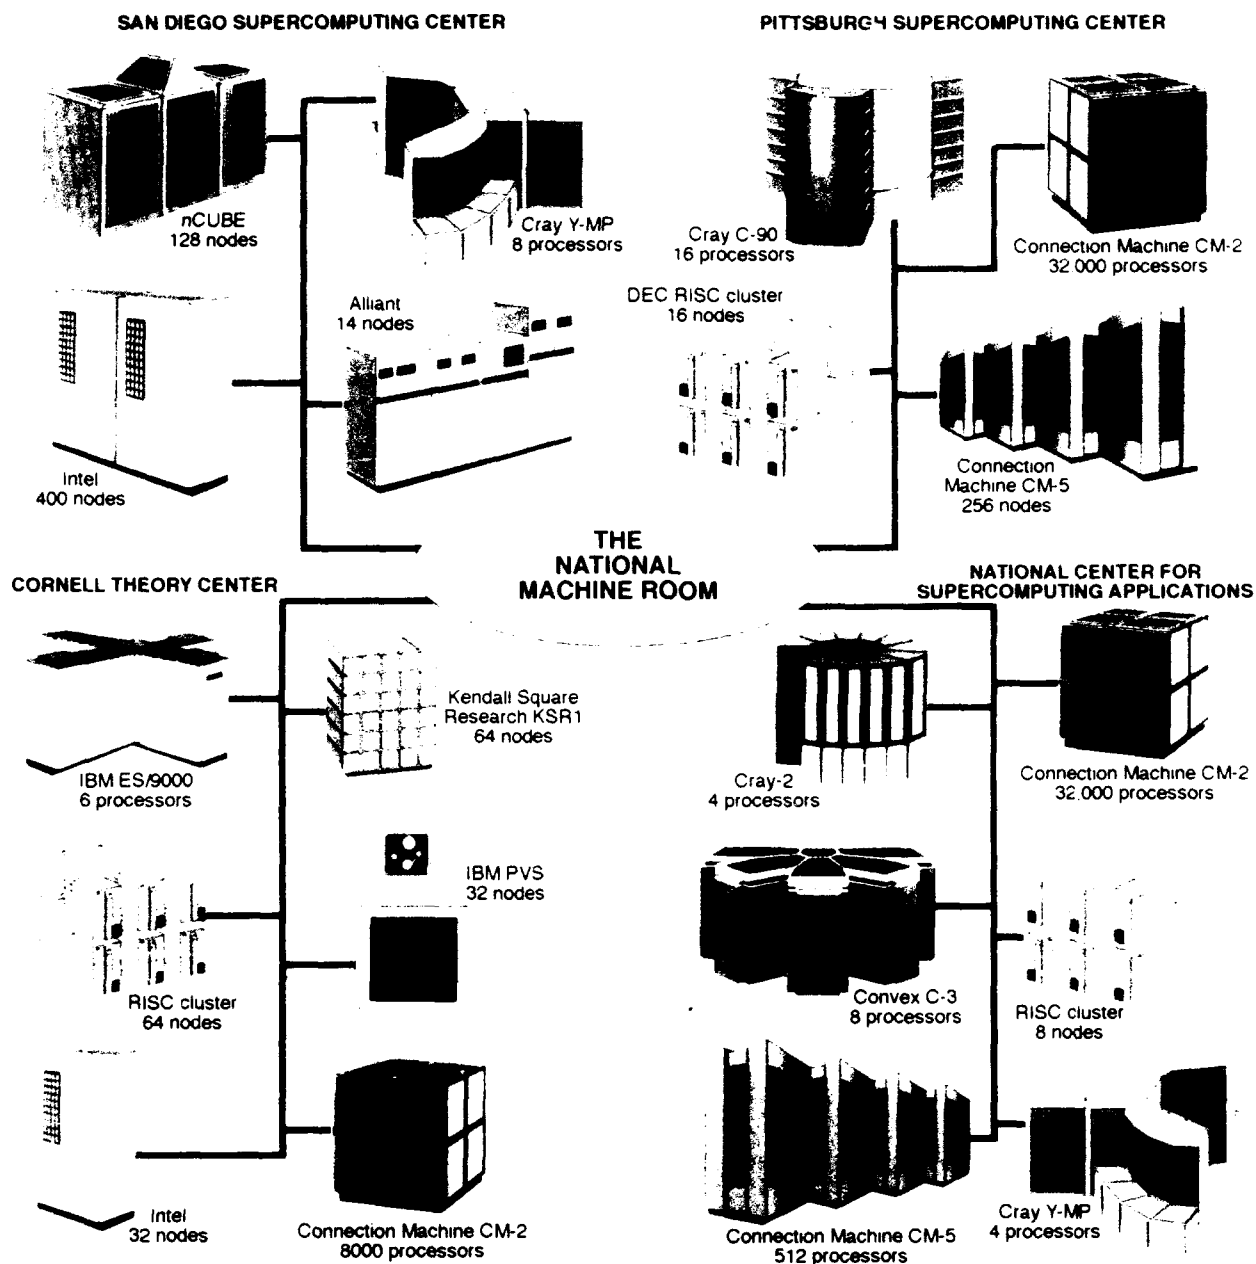 SAN DIEGO SUPERCOMPUTING CENTER
nCUBE
128 nodes
Cray Y-MP
8 processors
Intel
400 nodes
Alliant
14 nodes
PITTSBURGH SUPERCOMPUTING CENTER
Cray C-90
16 processors
Connection Machine CM-2
32,000 processors
DEC RISC cluster
16 nodes
Connection
Machine CM-5
256 nodes
THE
NATIONAL
MACHINE ROOM
CORNELL THEORY CENTER
IBM ES/9000
6 processors
Kendall Square
Research KSR1
64 nodes
RISC cluster
64 nodes
IBM PVS
32 nodes
Intel
32 nodes
Connection Machine CM-2
8000 processors
NATIONAL CENTER FOR
SUPERCOMPUTING APPLICATIONS
Cray-2
4 processors
Connection Machine CM-2
32,000 processors
Convex C-3
8 processors
RISC cluster
8 nodes
Connection Machine CM-5
512 processors
Cray Y-MP
4 processors